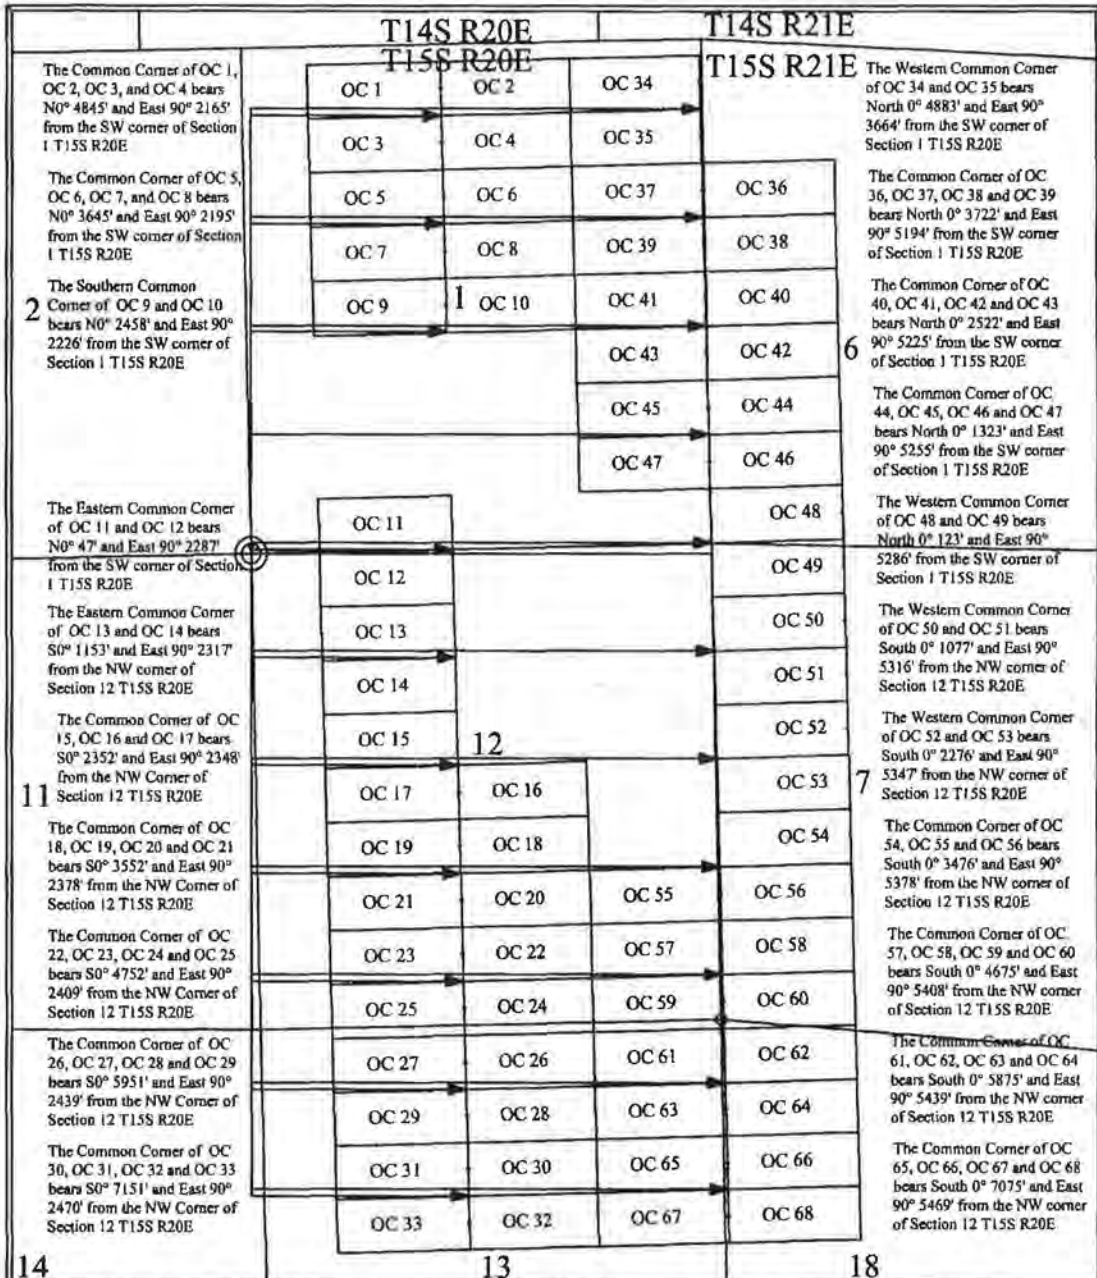 T14S R20E
T14S R21E
T15S R20E
T15S R21E
The Common Corner of OC 1,
OC 2, OC 3, and OC 4 bears
N0° 4845' and East 90° 2165'
from the SW corner of Section
1 T15S R20E
The Common Corner of OC 5,
OC 6, OC 7, and OC 8 bears
N0° 3645' and East 90° 2195'
from the SW corner of Section
1 T15S R20E
The Southern Common
Corner of OC 9 and OC 10
bears N0° 2458' and East 90°
2226' from the SW corner of
Section 1 T15S R20E
2
The Eastern Common Corner
of OC 11 and OC 12 bears
N0° 47' and East 90° 2287'
from the SW corner of Section
1 T15S R20E
The Eastern Common Corner
of OC 13 and OC 14 bears
S0° 1153' and East 90° 2317'
from the NW corner of
Section 12 T15S R20E
The Common Corner of OC
15, OC 16 and OC 17 bears
S0° 2352' and East 90° 2348'
from the NW Corner of
Section 12 T15S R20E
11
The Common Corner of OC
18, OC 19, OC 20 and OC 21
bears S0° 3552' and East 90°
2378' from the NW Corner of
Section 12 T15S R20E
The Common Corner of OC
22, OC 23, OC 24 and OC 25
bears S0° 4752' and East 90°
2409' from the NW Corner of
Section 12 T15S R20E
The Common Corner of OC
26, OC 27, OC 28 and OC 29
bears S0° 5951' and East 90°
2439' from the NW Corner of
Section 12 T15S R20E
The Common Corner of OC
30, OC 31, OC 32 and OC 33
bears S0° 7151' and East 90°
2470' from the NW Corner of
Section 12 T15S R20E
14
OC 1 OC 2 OC 34
OC 3 OC 4 OC 35
OC 5 OC 6 OC 37 OC 36
OC 7 OC 8 OC 39 OC 38
OC 9 1 OC 10 OC 41 OC 40
OC 43 OC 42 6
OC 45 OC 44
OC 47 OC 46
OC 11 OC 48
OC 12 OC 49
OC 13 OC 50
OC 14 OC 51
OC 15 12 OC 52
OC 17 OC 16 OC 53 7
OC 19 OC 18 OC 54
OC 21 OC 20 OC 55 OC 56
OC 23 OC 22 OC 57 OC 58
OC 25 OC 24 OC 59 OC 60
OC 27 OC 26 OC 61 OC 62
OC 29 OC 28 OC 63 OC 64
OC 31 OC 30 OC 65 OC 66
OC 33 OC 32 OC 67 OC 68
13
18
The Western Common Corner
of OC 34 and OC 35 bears
North 0° 4883' and East 90°
3664' from the SW corner of
Section 1 T15S R20E
The Common Corner of OC
36, OC 37, OC 38 and OC 39
bears North 0° 3722' and East
90° 5194' from the SW corner
of Section 1 T15S R20E
The Common Corner of OC
40, OC 41, OC 42 and OC 43
bears North 0° 2522' and East
90° 5225' from the SW corner
of Section 1 T15S R20E
The Common Corner of OC
44, OC 45, OC 46 and OC 47
bears North 0° 1323' and East
90° 5255' from the SW corner
of Section 1 T15S R20E
The Western Common Corner
of OC 48 and OC 49 bears
North 0° 123' and East 90°
5286' from the SW corner of
Section 1 T15S R20E
The Western Common Corner
of OC 50 and OC 51 bears
South 0° 1077' and East 90°
5316' from the NW corner of
Section 12 T15S R20E
The Western Common Corner
of OC 52 and OC 53 bears
South 0° 2276' and East 90°
5347' from the NW corner of
Section 12 T15S R20E
The Common Corner of OC
54, OC 55 and OC 56 bears
South 0° 3476' and East 90°
5378' from the NW corner of
Section 12 T15S R20E
The Common Corner of OC
57, OC 58, OC 59 and OC 60
bears South 0° 4675' and East
90° 5408' from the NW corner
of Section 12 T15S R20E
The Common Corner of OC
61, OC 62, OC 63 and OC 64
bears South 0° 5875' and East
90° 5439' from the NW corner
of Section 12 T15S R20E
The Common Corner of OC
65, OC 66, OC 67 and OC 68
bears South 0° 7075' and East
90° 5469' from the NW corner
of Section 12 T15S R20E